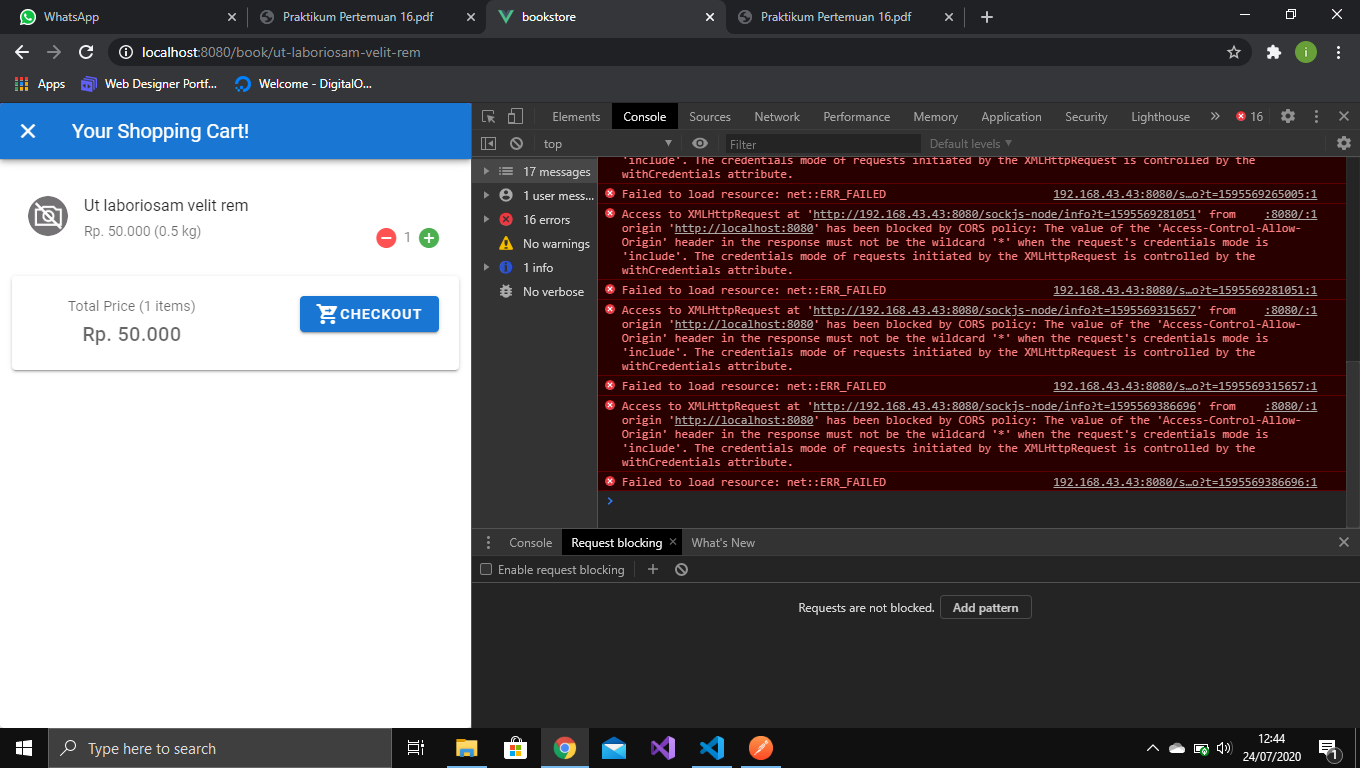 WhatsApp
Praktikum Pertemuan 16.pdf
bookstore
Praktikum Pertemuan 16.pdf
localhost:8080/book/ut-laboriosam-velit-rem
i
Apps
Web Designer Portf...
Welcome - DigitalO...
Your Shopping Cart!
Ut laboriosam velit rem
Rp. 50.000 (0.5 kg)
1
Total Price (1 items)
Rp. 50.000
CHECKOUT
Elements Console Sources Network Performance Memory Application Security Lighthouse » 16
top Filter Default levels
17 messages
1 user mess...
16 errors
No warnings
1 info
No verbose
'include'. The credentials mode of requests initiated by the XMLHttpRequest is controlled by the
withCredentials attribute.
Failed to load resource: net::ERR_FAILED 192.168.43.43:8080/s…o?t=1595569265005:1
Access to XMLHttpRequest at 'http://192.168.43.43:8080/sockjs-node/info?t=1595569281051' from :8080/:1
origin 'http://localhost:8080' has been blocked by CORS policy: The value of the 'Access-Control-Allow-
Origin' header in the response must not be the wildcard '*' when the request's credentials mode is
'include'. The credentials mode of requests initiated by the XMLHttpRequest is controlled by the
withCredentials attribute.
Failed to load resource: net::ERR_FAILED 192.168.43.43:8080/s…o?t=1595569281051:1
Access to XMLHttpRequest at 'http://192.168.43.43:8080/sockjs-node/info?t=1595569315657' from :8080/:1
origin 'http://localhost:8080' has been blocked by CORS policy: The value of the 'Access-Control-Allow-
Origin' header in the response must not be the wildcard '*' when the request's credentials mode is
'include'. The credentials mode of requests initiated by the XMLHttpRequest is controlled by the
withCredentials attribute.
Failed to load resource: net::ERR_FAILED 192.168.43.43:8080/s…o?t=1595569315657:1
Access to XMLHttpRequest at 'http://192.168.43.43:8080/sockjs-node/info?t=1595569386696' from :8080/:1
origin 'http://localhost:8080' has been blocked by CORS policy: The value of the 'Access-Control-Allow-
Origin' header in the response must not be the wildcard '*' when the request's credentials mode is
'include'. The credentials mode of requests initiated by the XMLHttpRequest is controlled by the
withCredentials attribute.
Failed to load resource: net::ERR_FAILED 192.168.43.43:8080/s…o?t=1595569386696:1
Console Request blocking What's New
Enable request blocking
Requests are not blocked. Add pattern
Type here to search
12:44
24/07/2020
1